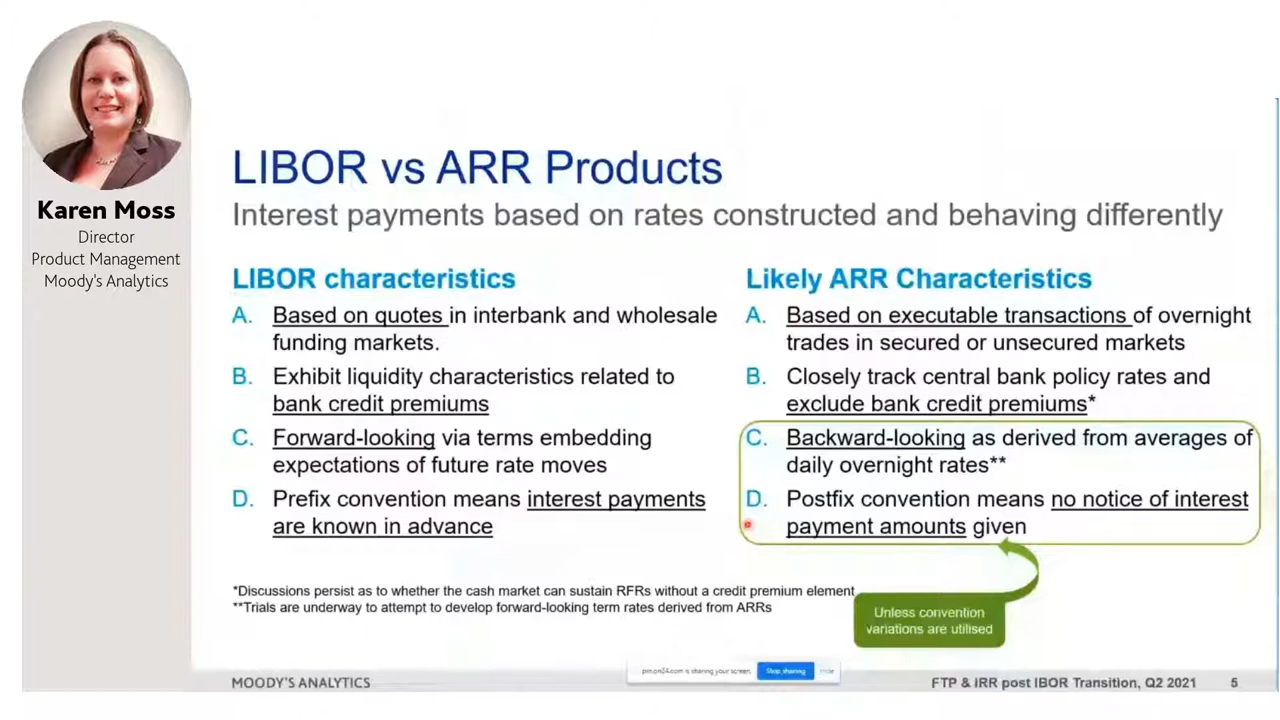 Karen Moss
Director
Product Management
Moody's Analytics
LIBOR vs ARR Products
Interest payments based on rates constructed and behaving differently
LIBOR characteristics
A. Based on quotes in interbank and wholesale
funding markets.
B. Exhibit liquidity characteristics related to
bank credit premiums
C. Forward-looking via terms embedding
expectations of future rate moves
D. Prefix convention means interest payments
are known in advance
Likely ARR Characteristics
A. Based on executable transactions of overnight
trades in secured or unsecured markets
B. Closely track central bank policy rates and
exclude bank credit premiums*
C. Backward-looking as derived from averages of
daily overnight rates**
D. Postfix convention means no notice of interest
payment amounts given
*Discussions persist as to whether the cash market can sustain RFRs without a credit premium element
**Trials are underway to attempt to develop forward-looking term rates derived from ARRs
Unless convention
variations are utilised
is sharing your screen.
Stop sharing
Hide
MOODY'S ANALYTICS
FTP & IRR post IBOR Transition, Q2 2021
5